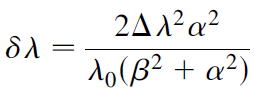 δλ = 2Δλ²α² / λ₀(β² + α²)